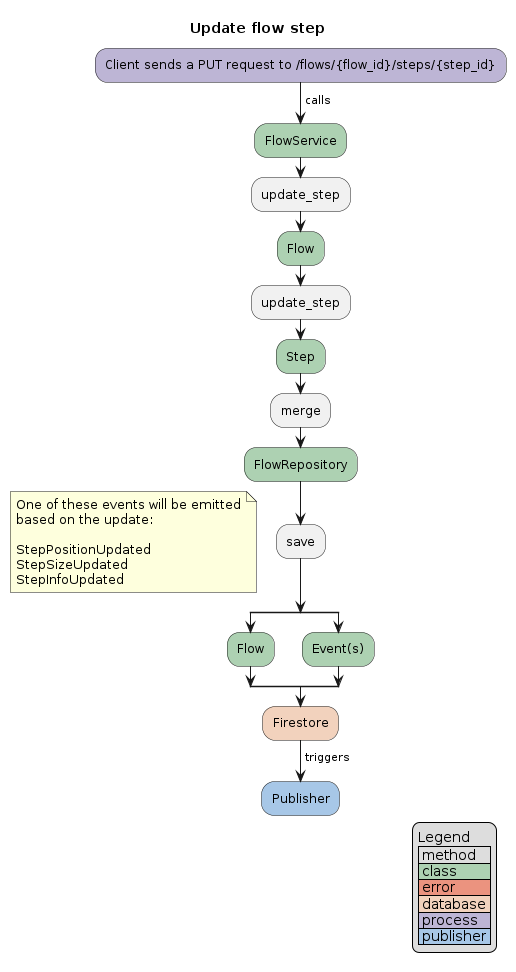 Update flow step
Client sends a PUT request to /flows/{flow_id}/steps/{step_id}
calls
FlowService
update_step
Flow
update_step
Step
merge
FlowRepository
One of these events will be emitted
based on the update:
StepPositionUpdated
StepSizeUpdated
StepInfoUpdated
save
Flow
Event(s)
Firestore
triggers
Publisher
Legend
method
class
error
database
process
publisher